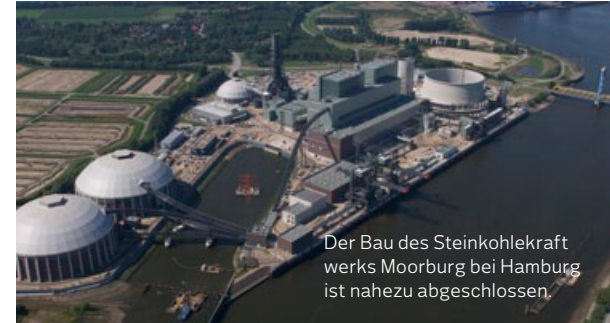 Der Bau des Steinkohlekraft
werks Moorburg bei Hamburg
ist nahezu abgeschlossen.